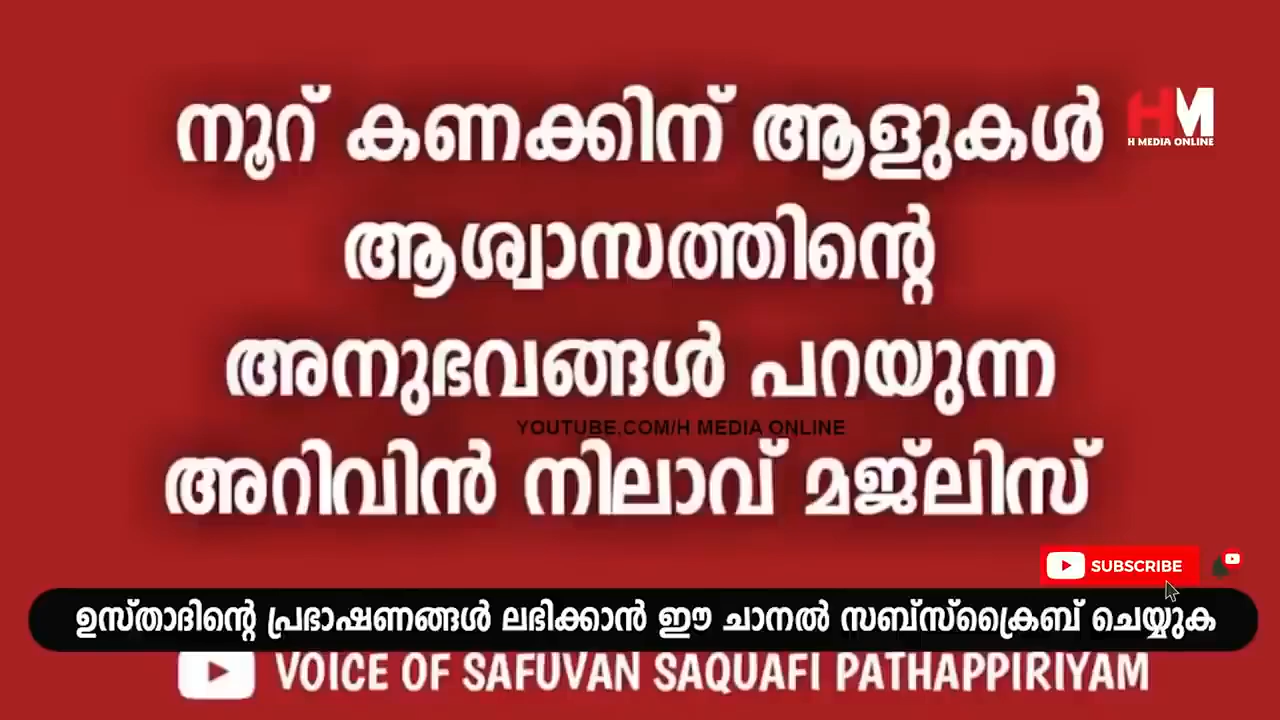 നൂറ് കണക്കിന് ആളുകൾ
HM
H MEDIA ONLINE
ആശ്വാസത്തിന്റെ
അനുഭവങ്ങൾ പറയുന്ന
YOUTUBE.COM/H MEDIA ONLINE
അറിവിൻ നിലാവ് മജ്‌ലിസ്
SUBSCRIBE
ഉസ്താദിന്റെ പ്രഭാഷണങ്ങൾ ലഭിക്കാൻ ഈ ചാനൽ സബ്സ്ക്രൈബ് ചെയ്യുക
VOICE OF SAFUVAN SAQUAFI PATHAPPIRIYAM